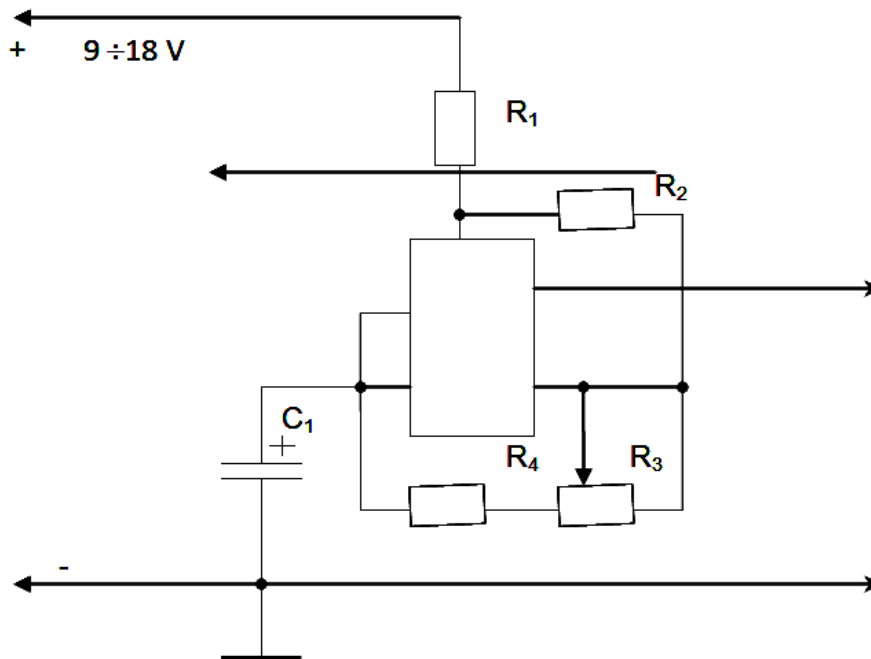 + 9 ÷18 V
R₁
R₂
C₁ +
R₄ R₃
-